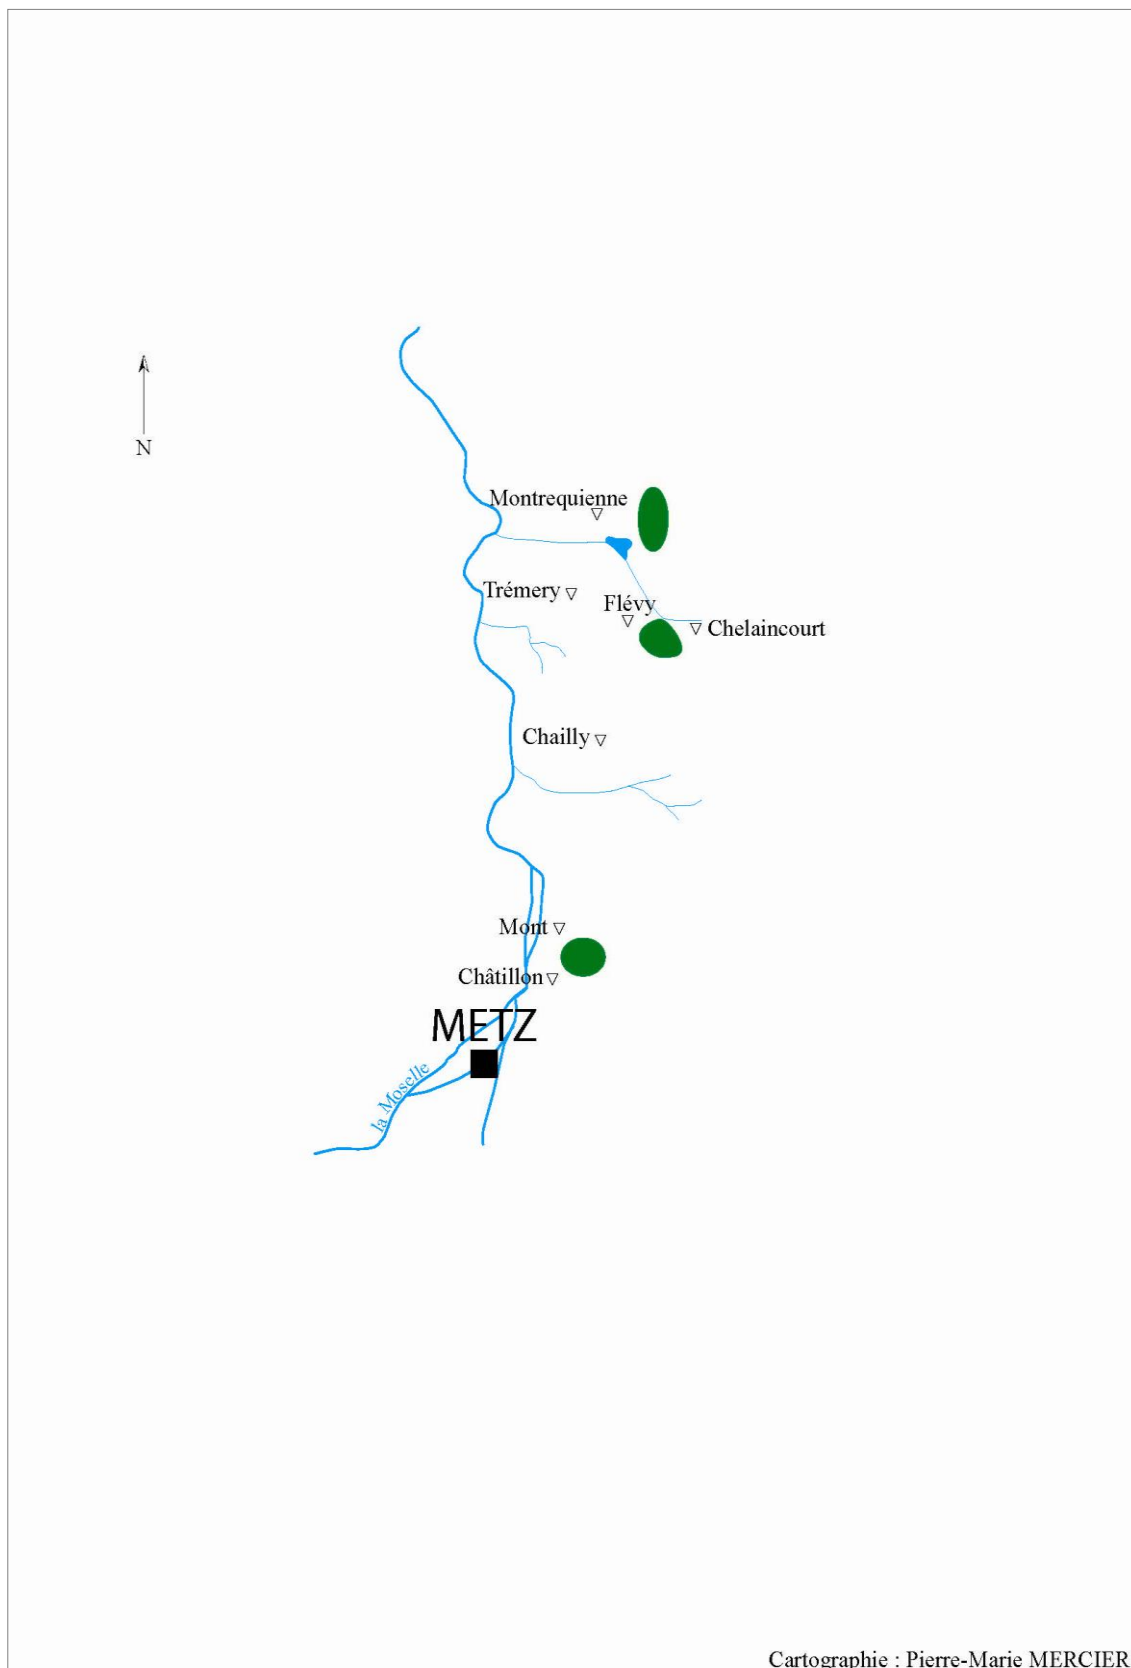 N
Montrequienne
Trémery
Flévy
Chelaincourt
Chailly
Mont
Châtillon
METZ
la Moselle
Cartographie : Pierre-Marie MERCIER